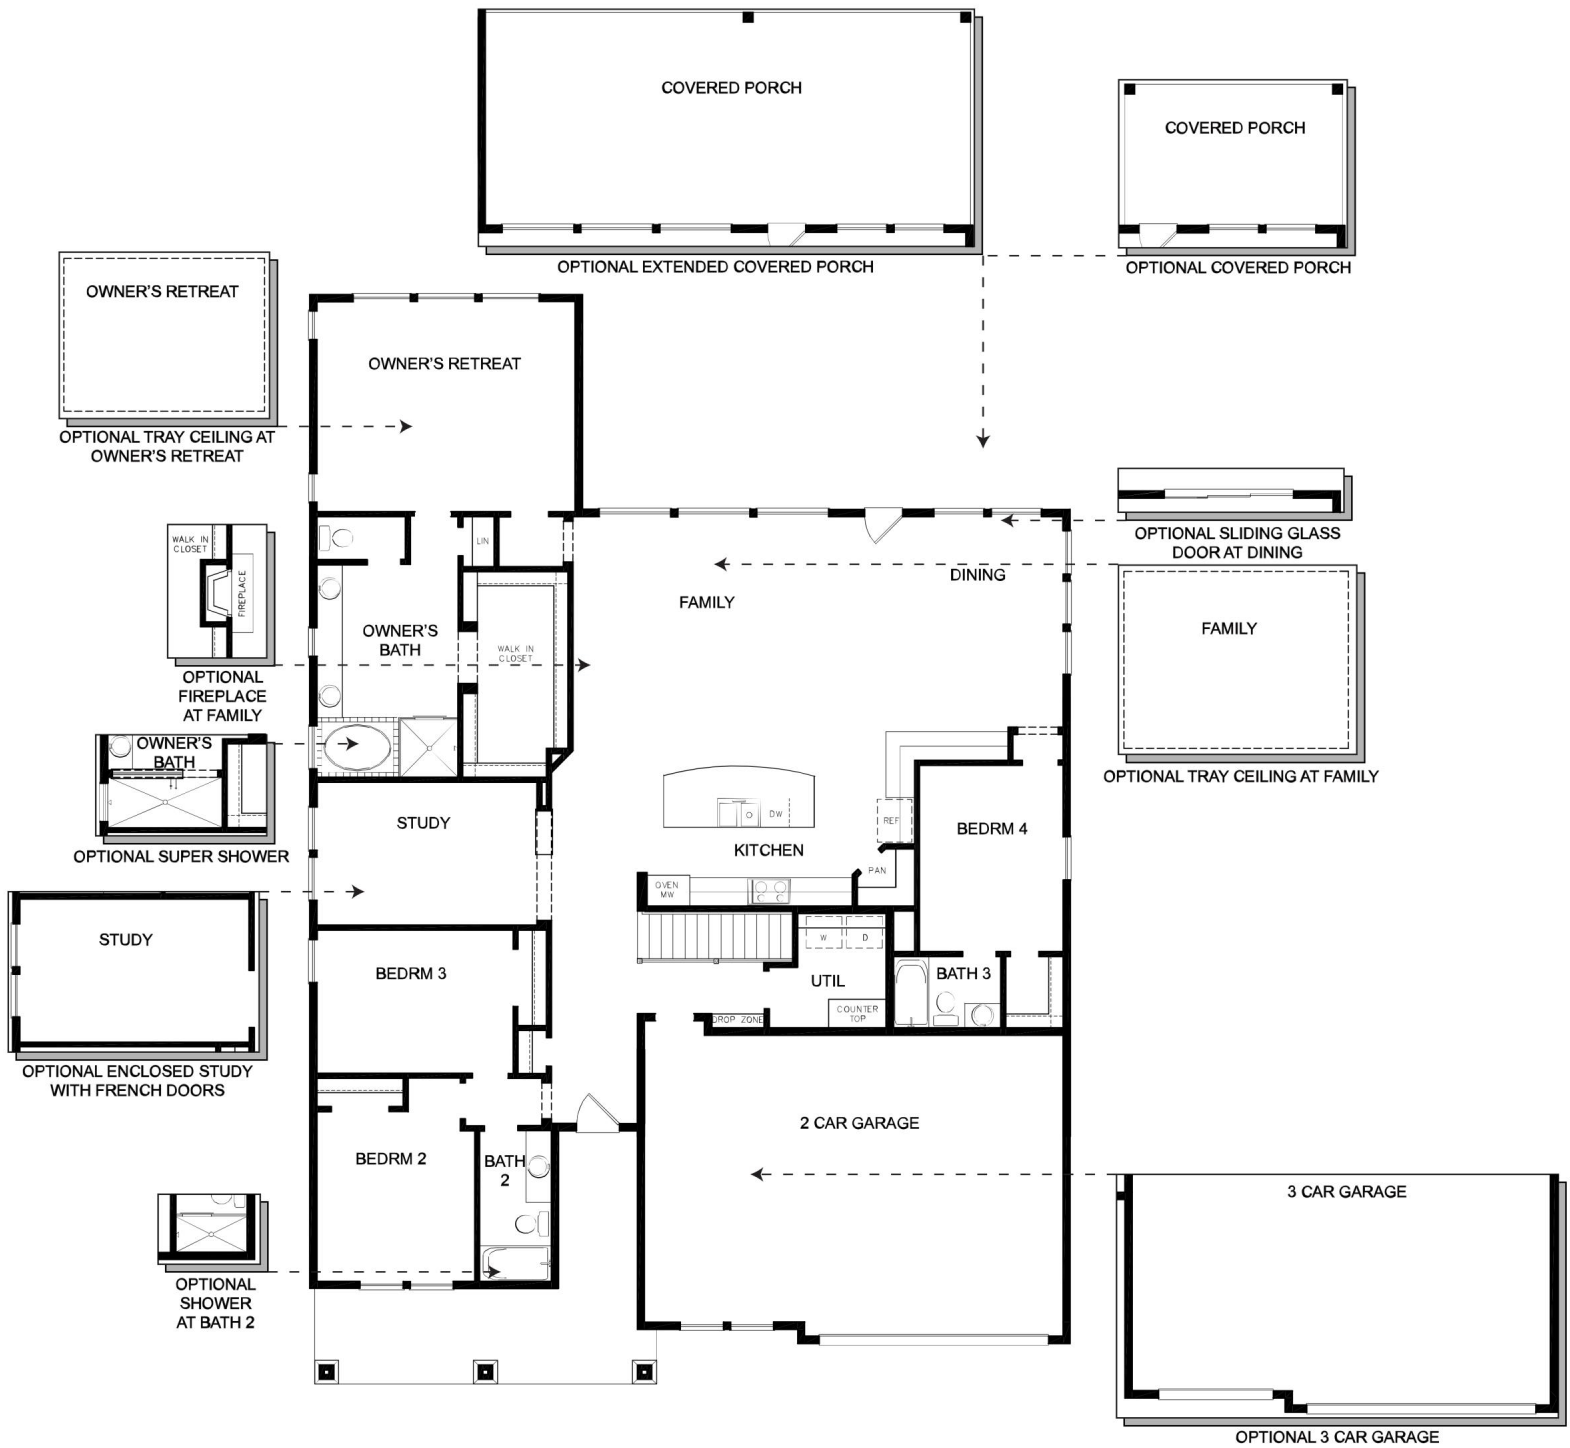 COVERED PORCH
OPTIONAL EXTENDED COVERED PORCH
COVERED PORCH
OPTIONAL COVERED PORCH
OWNER'S RETREAT
OPTIONAL TRAY CEILING AT
OWNER'S RETREAT
OWNER'S RETREAT
OPTIONAL SLIDING GLASS
DOOR AT DINING
WALK IN
CLOSET
FIREPLACE
OPTIONAL
FIREPLACE
AT FAMILY
LIN
OWNER'S
BATH
WALK IN
CLOSET
FAMILY
DINING
FAMILY
OPTIONAL TRAY CEILING AT FAMILY
OWNER'S
BATH
OPTIONAL SUPER SHOWER
STUDY
DW
REF
KITCHEN
PAN
OVEN
MW
BEDRM 4
STUDY
OPTIONAL ENCLOSED STUDY
WITH FRENCH DOORS
BEDRM 3
W
D
UTIL
COUNTER
TOP
DROP ZONE
BATH 3
2 CAR GARAGE
BEDRM 2
BATH
2
OPTIONAL
SHOWER
AT BATH 2
3 CAR GARAGE
OPTIONAL 3 CAR GARAGE